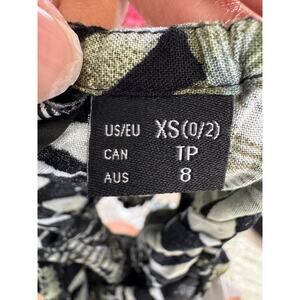 US/EU XS(0/2)
CAN TP
AUS 8